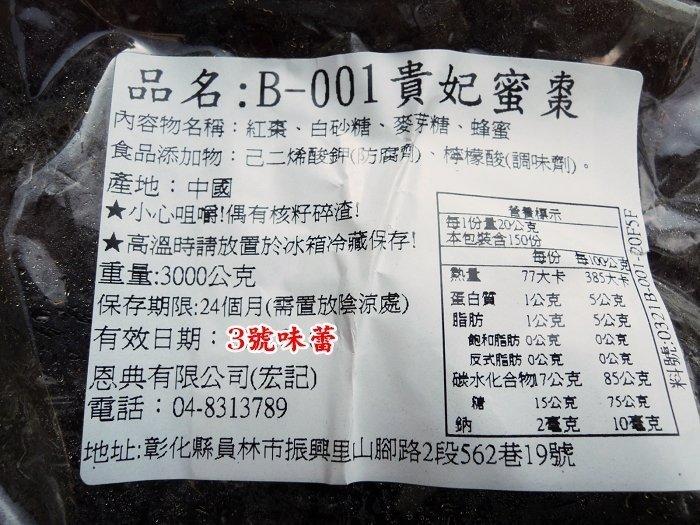 品名:B-001貴妃蜜棗
內容物名稱：紅棗、白砂糖、麥芽糖、蜂蜜
食品添加物：己二烯酸鉀(防腐劑)、檸檬酸(調味劑)。
產地：中國
★小心咀嚼!偶有核籽碎渣!
★高溫時請放置於冰箱冷藏保存!
重量:3000公克
保存期限:24個月(需置放陰涼處)
有效日期：3號味蕾
恩典有限公司(宏記)
電話：04-8313789
地址:彰化縣員林市振興里山腳路2段562巷19號
營養標示
每1份量20公克
本包裝含150份
每份 每100公克
熱量 77大卡 385大卡
蛋白質 1公克 5公克
脂肪 1公克 5公克
飽和脂肪 0公克 0公克
反式脂肪 0公克 0公克
碳水化合物17公克 85公克
糖 15公克 75公克
鈉 2毫克 10毫克
料號:0321B-001-20FSF